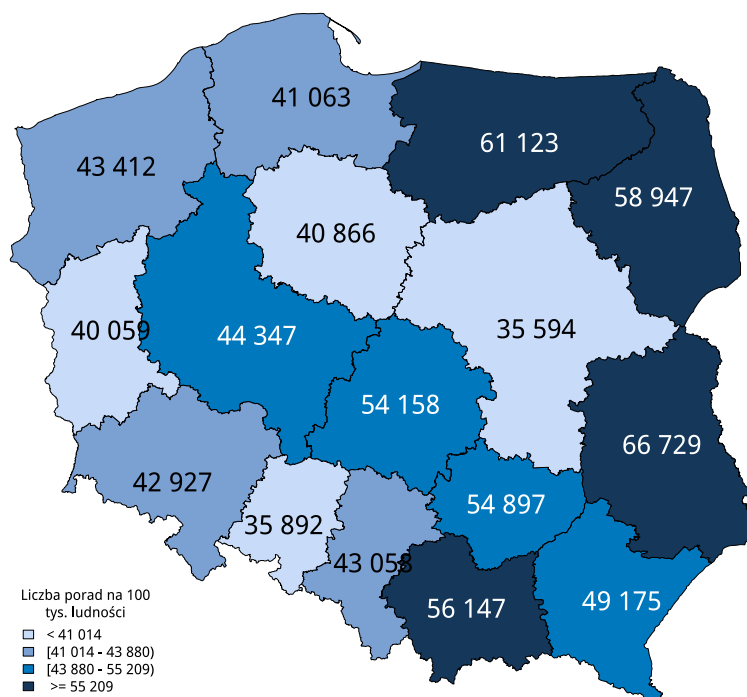 41 063
61 123
43 412
58 947
40 866
40 059
44 347
35 594
54 158
66 729
42 927
54 897
35 892
43 058
56 147
49 175
Liczba porad na 100
tys. ludności
< 41 014
[41 014 - 43 880)
[43 880 - 55 209)
>= 55 209